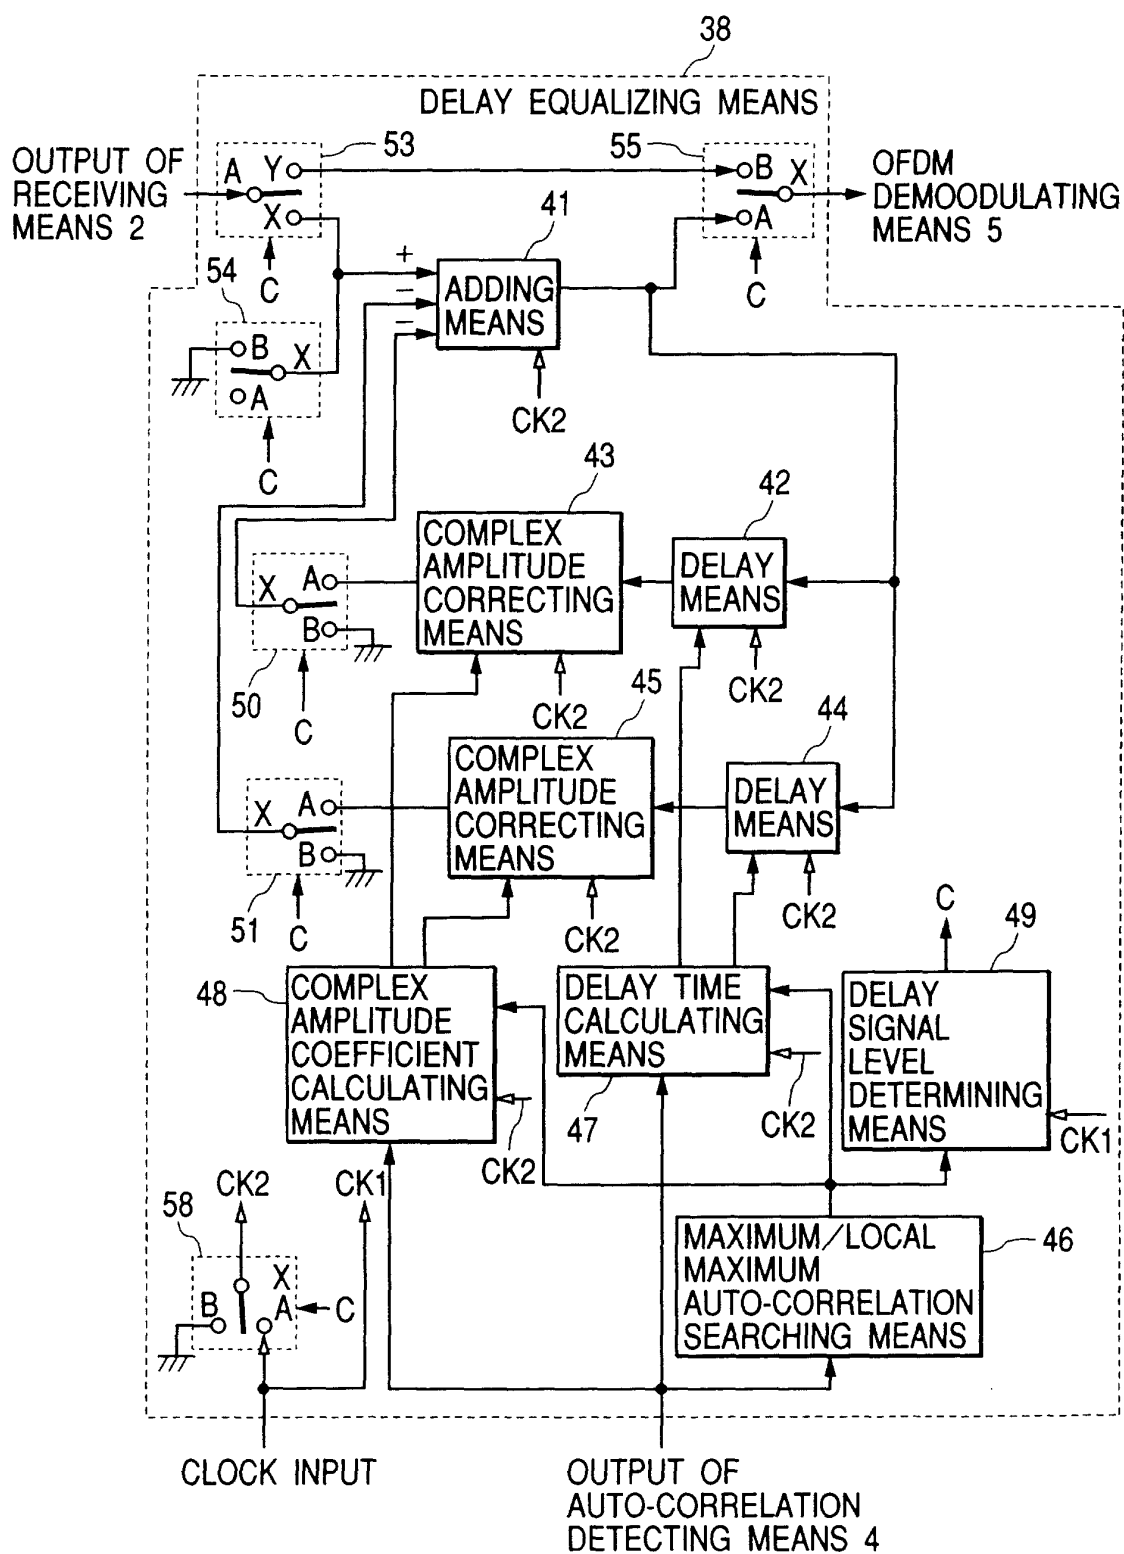 38
DELAY EQUALIZING MEANS
OUTPUT OF
RECEIVING
MEANS 2
A
Y
X
53
C
55
B
X
A
C
OFDM
DEMOODULATING
MEANS 5
54
B
X
A
C
+
−
−
41
ADDING
MEANS
CK2
43
COMPLEX
AMPLITUDE
CORRECTING
MEANS
CK2
42
DELAY
MEANS
CK2
X
A
B
50
C
45
COMPLEX
AMPLITUDE
CORRECTING
MEANS
CK2
44
DELAY
MEANS
CK2
X
A
B
51
C
48
COMPLEX
AMPLITUDE
COEFFICIENT
CALCULATING
MEANS
CK2
DELAY TIME
CALCULATING
MEANS
47
CK2
C
49
DELAY
SIGNAL
LEVEL
DETERMINING
MEANS
CK1
58
CK2
CK1
X
B
A
C
MAXIMUM/LOCAL
MAXIMUM
AUTO-CORRELATION
SEARCHING MEANS
46
CLOCK INPUT
OUTPUT OF
AUTO-CORRELATION
DETECTING MEANS 4